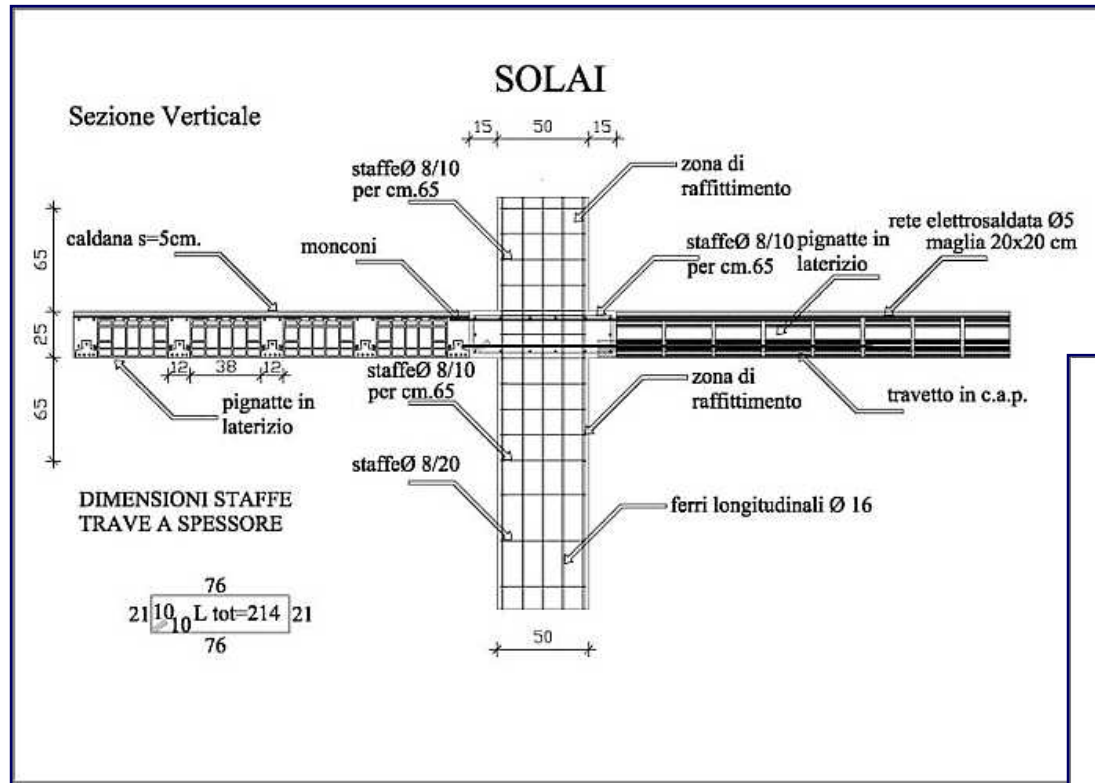 SOLAI
Sezione Verticale
15 50 15
staffeØ 8/10
per cm.65
zona di
raffittimento
rete elettrosaldata Ø5
maglia 20x20 cm
caldana s=5cm.
monconi
staffeØ 8/10
per cm.65
pignatte in
laterizio
65
25
65
12 38 12
pignatte in
laterizio
staffeØ 8/10
per cm.65
zona di
raffittimento
travetto in c.a.p.
staffeØ 8/20
ferri longitudinali Ø 16
DIMENSIONI STAFFE
TRAVE A SPESSORE
76
21 10 10 L tot=214 21
76
50